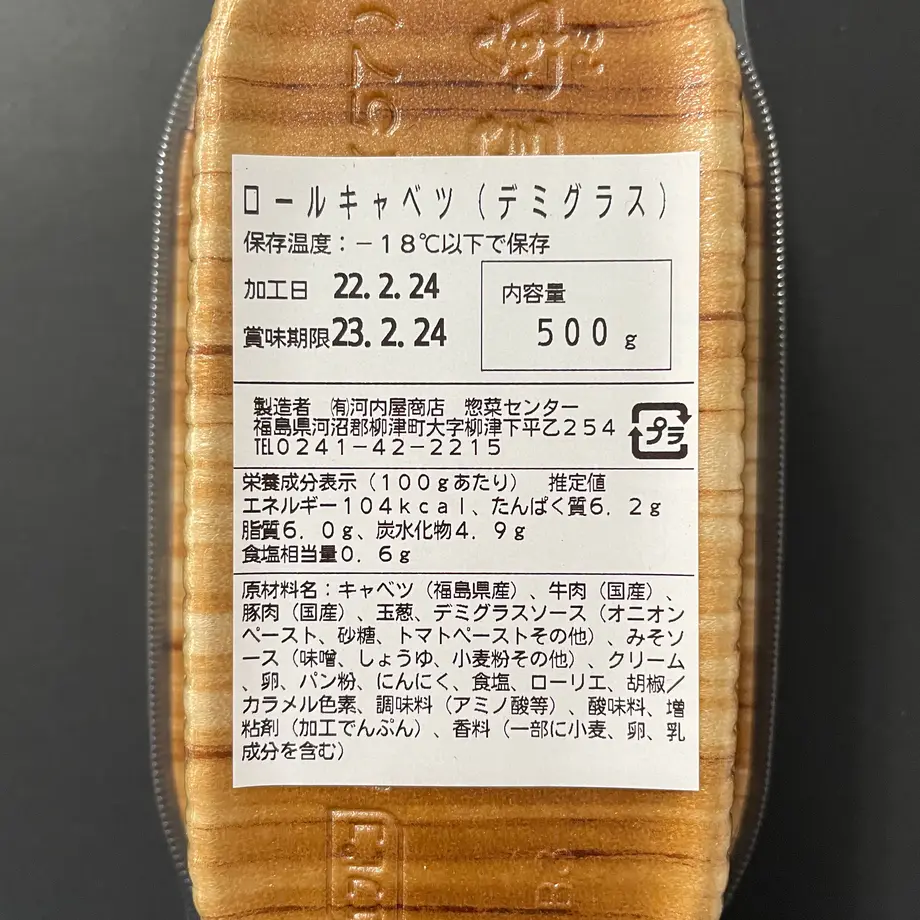 ロールキャベツ（デミグラス）
保存温度：－１８℃以下で保存
加工日 22.2.24
賞味期限23.2.24
内容量
５００ｇ
製造者 ㈲河内屋商店 惣菜センター
福島県河沼郡柳津町大字柳津下平乙２５４
℡０２４１－４２－２２１５
プラ
栄養成分表示（１００ｇあたり） 推定値
エネルギー１０４ｋｃａｌ、たんぱく質６．２ｇ
脂質６．０ｇ、炭水化物４．９ｇ
食塩相当量０．６ｇ
原材料名：キャベツ（福島県産）、牛肉（国産）、
豚肉（国産）、玉葱、デミグラスソース（オニオン
ペースト、砂糖、トマトペーストその他）、みそソ
ース（味噌、しょうゆ、小麦粉その他）、クリーム
、卵、パン粉、にんにく、食塩、ローリエ、胡椒／
カラメル色素、調味料（アミノ酸等）、酸味料、増
粘剤（加工でんぷん）、香料（一部に小麦、卵、乳
成分を含む）